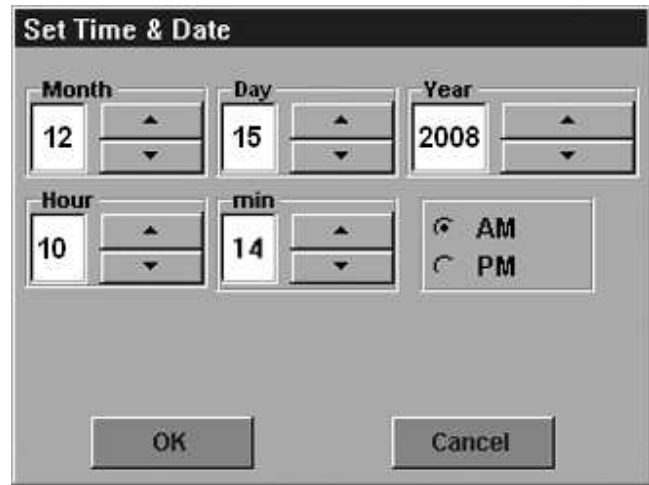 Set Time & Date
Month Day Year
12 15 2008
Hour min
10 14 AM
PM
OK Cancel